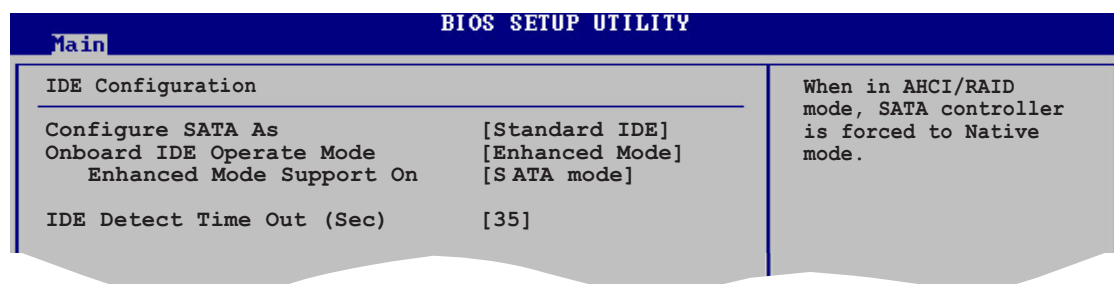 BIOS SETUP UTILITY
Main
IDE Configuration
Configure SATA As [Standard IDE]
Onboard IDE Operate Mode [Enhanced Mode]
Enhanced Mode Support On [S ATA mode]
IDE Detect Time Out (Sec) [35]
When in AHCI/RAID
mode, SATA controller
is forced to Native
mode.